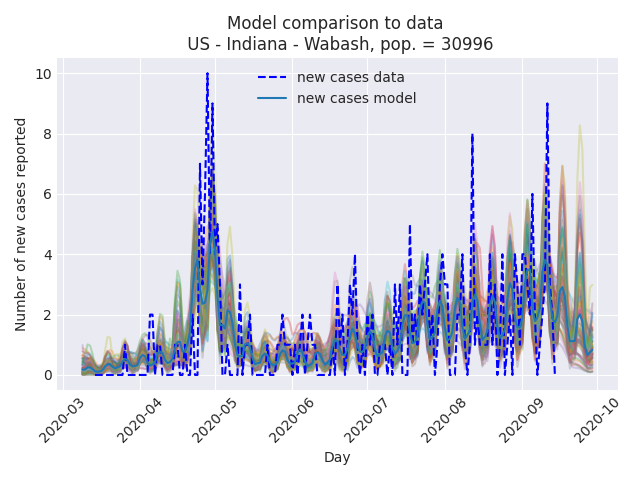 Model comparison to data
US - Indiana - Wabash, pop. = 30996
new cases data
new cases model
Number of new cases reported
10
8
6
4
2
0
2020-03
2020-04
2020-05
2020-06
2020-07
2020-08
2020-09
2020-10
Day